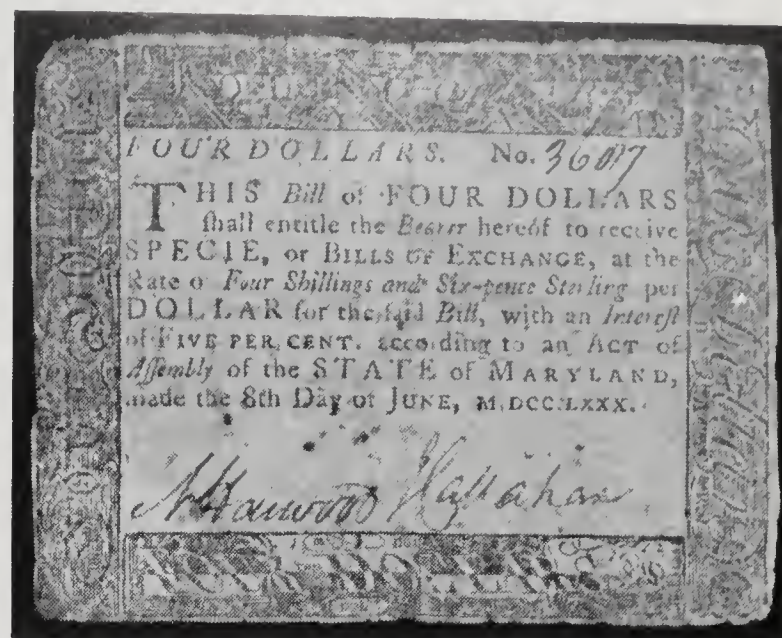 FOUR DOLLARS. No. 3607
THIS Bill of FOUR DOLLARS
ſhall entitle the Bearer hereof to receive
SPECIE, or BILLS OF EXCHANGE, at the
Rate of Four Shillings and Six-pence Sterling per
DOLLAR for the ſaid Bill, with an Intereſt
of FIVE PER CENT. according to an ACT of
Aſſembly of the STATE of MARYLAND,
made the 8th Day of JUNE, M,DCC,LXXX.
N Harwood J Callahan